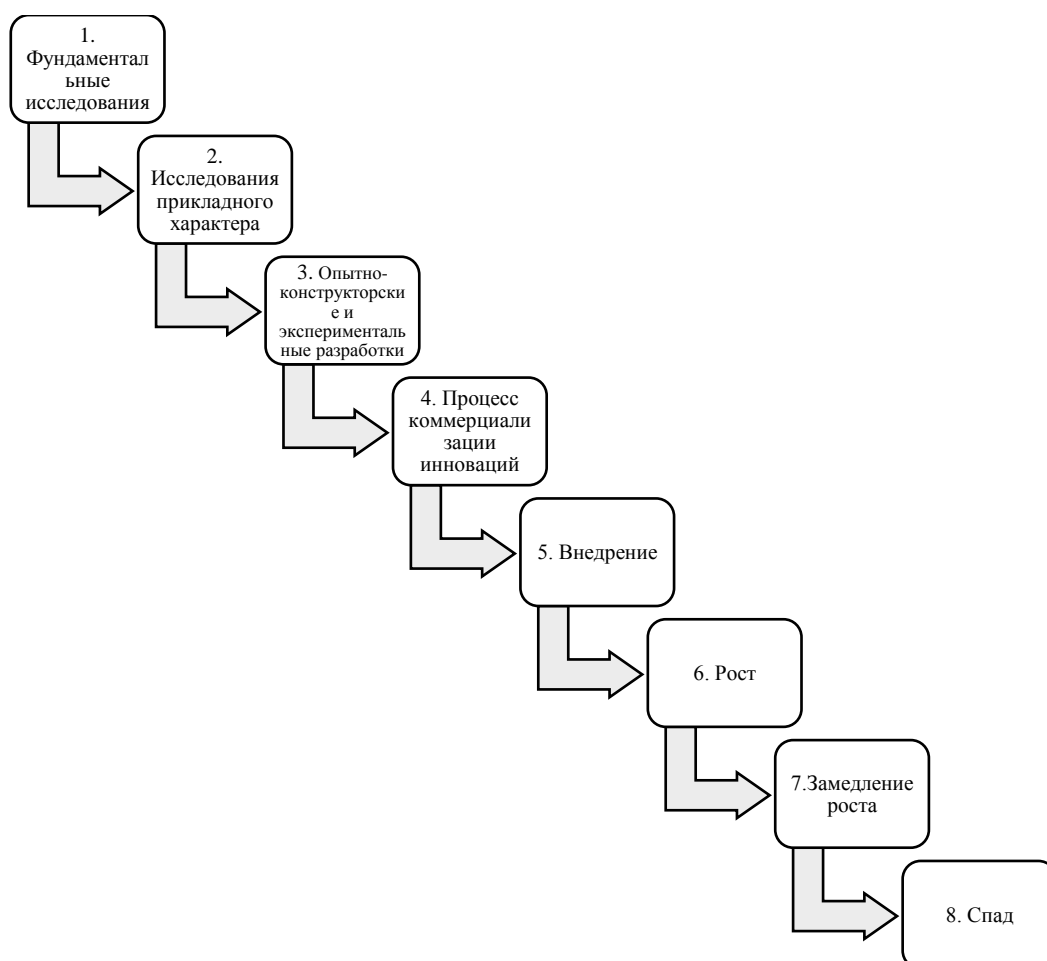 1.
Фундаментал
ьные
исследования
2.
Исследования
прикладного
характера
3. Опытно-
конструкторски
е и
эксперименталь
ные разработки
4. Процесс
коммерциали
зации
инноваций
5. Внедрение
6. Рост
7.Замедление
роста
8. Спад